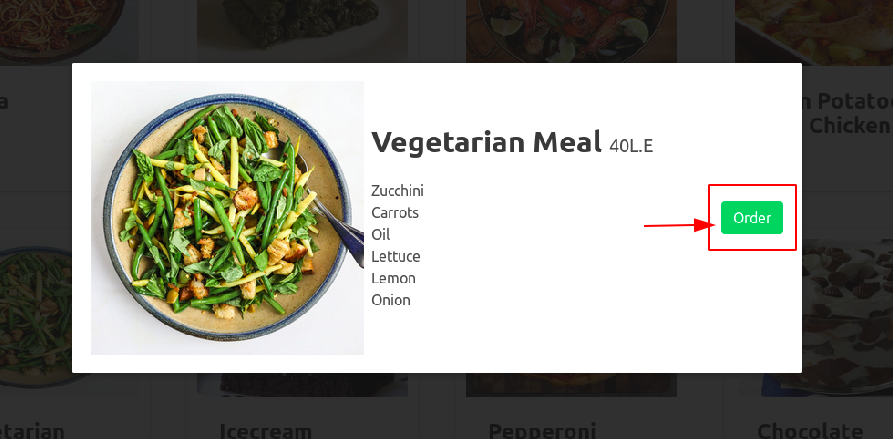 a
n Potato
Chicken
Vegetarian Meal 40L.E
Zucchini
Carrots
Oil
Lettuce
Lemon
Onion
Order
etarian
Icecream
Pepperoni
Chocolate